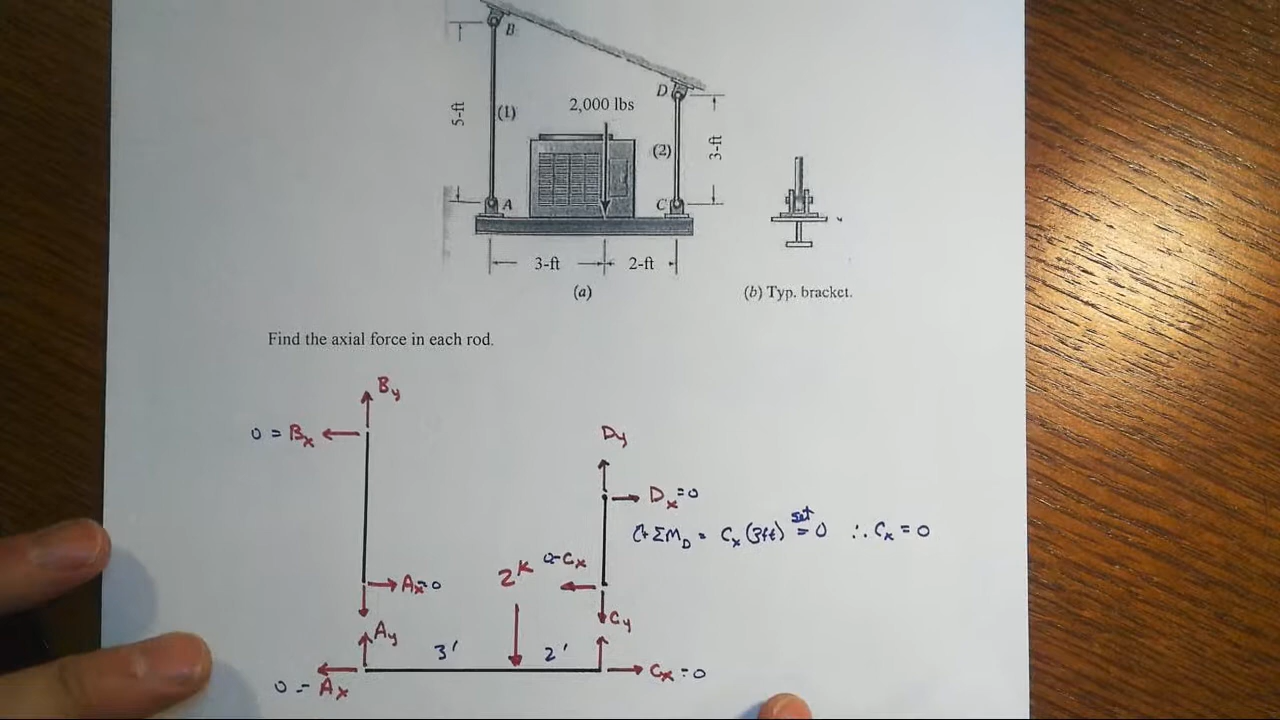 B
D
5-ft
(1)
2,000 lbs
(2)
3-ft
A
C
3-ft
2-ft
(a)
(b) Typ. bracket.
Find the axial force in each rod.
By
0 = Bx
Dy
Dx=0
↺+ΣMD = Cx(3ft) set = 0 ∴ Cx = 0
0=Cx
2K
Ax=0
Cy
Ay
3'
2'
0 = Ax
Cx=0